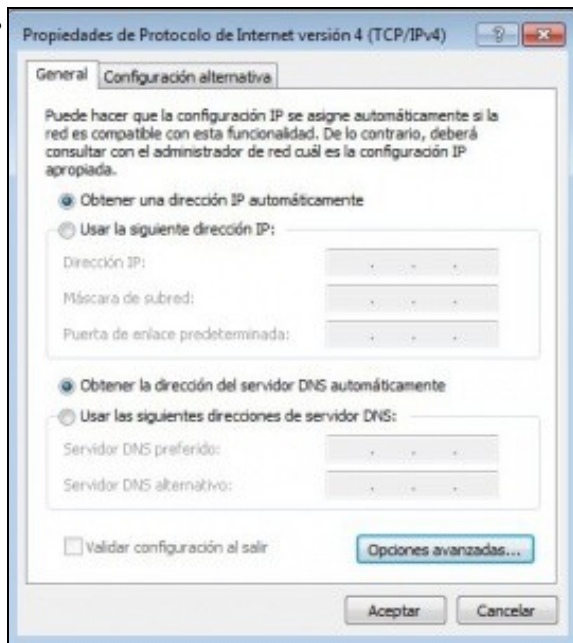 Propiedades de Protocolo de Internet versión 4 (TCP/IPv4)
General
Configuración alternativa
Puede hacer que la configuración IP se asigne automáticamente si la
red es compatible con esta funcionalidad. De lo contrario, deberá
consultar con el administrador de red cuál es la configuración IP
apropiada.
Obtener una dirección IP automáticamente
Usar la siguiente dirección IP:
Dirección IP:
Máscara de subred:
Puerta de enlace predeterminada:
Obtener la dirección del servidor DNS automáticamente
Usar las siguientes direcciones de servidor DNS:
Servidor DNS preferido:
Servidor DNS alternativo:
Validar configuración al salir
Opciones avanzadas...
Aceptar
Cancelar